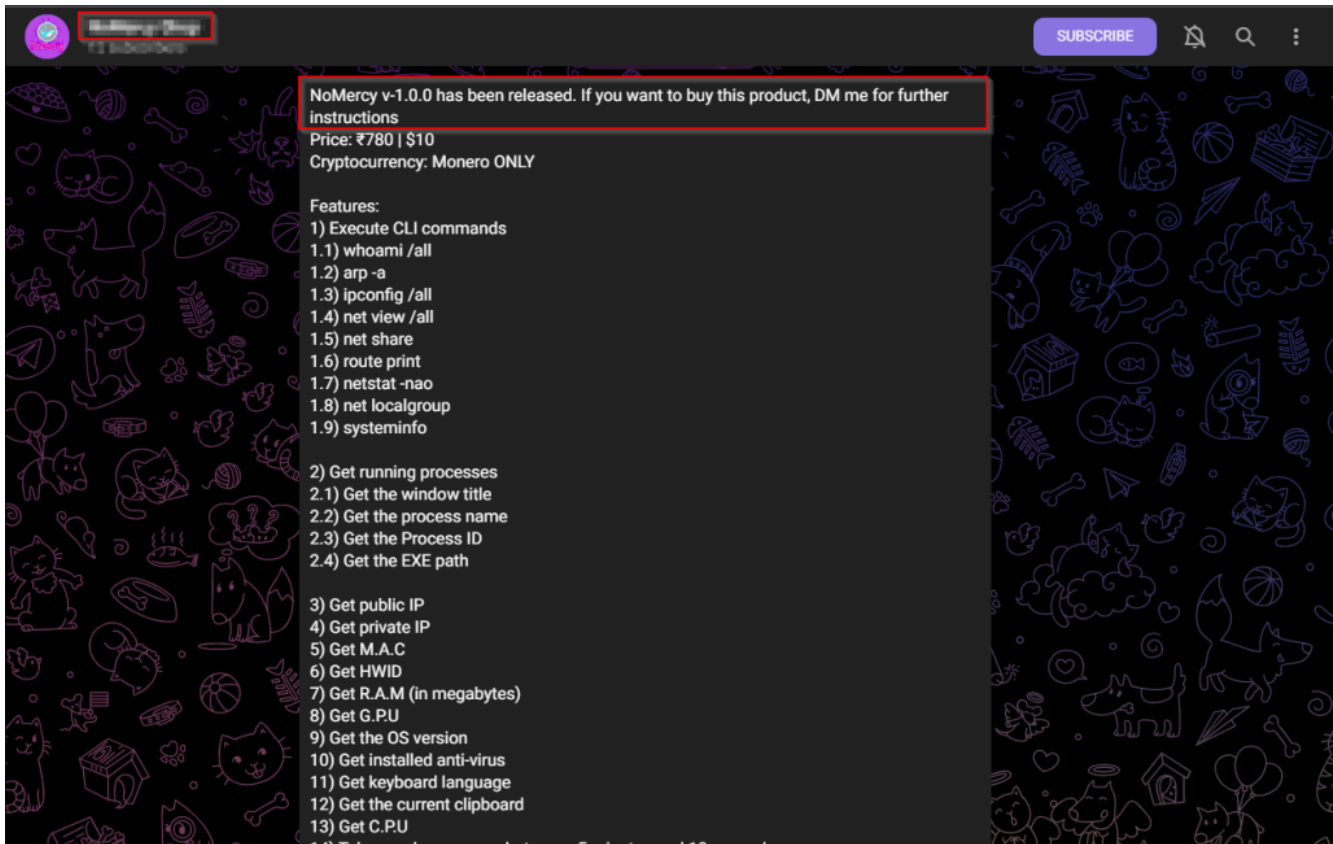 SUBSCRIBE
NoMercy v-1.0.0 has been released. If you want to buy this product, DM me for further
instructions
Price: ₹780 | $10
Cryptocurrency: Monero ONLY
Features:
1) Execute CLI commands
1.1) whoami /all
1.2) arp -a
1.3) ipconfig /all
1.4) net view /all
1.5) net share
1.6) route print
1.7) netstat -nao
1.8) net localgroup
1.9) systeminfo
2) Get running processes
2.1) Get the window title
2.2) Get the process name
2.3) Get the Process ID
2.4) Get the EXE path
3) Get public IP
4) Get private IP
5) Get M.A.C
6) Get HWID
7) Get R.A.M (in megabytes)
8) Get G.P.U
9) Get the OS version
10) Get installed anti-virus
11) Get keyboard language
12) Get the current clipboard
13) Get C.P.U